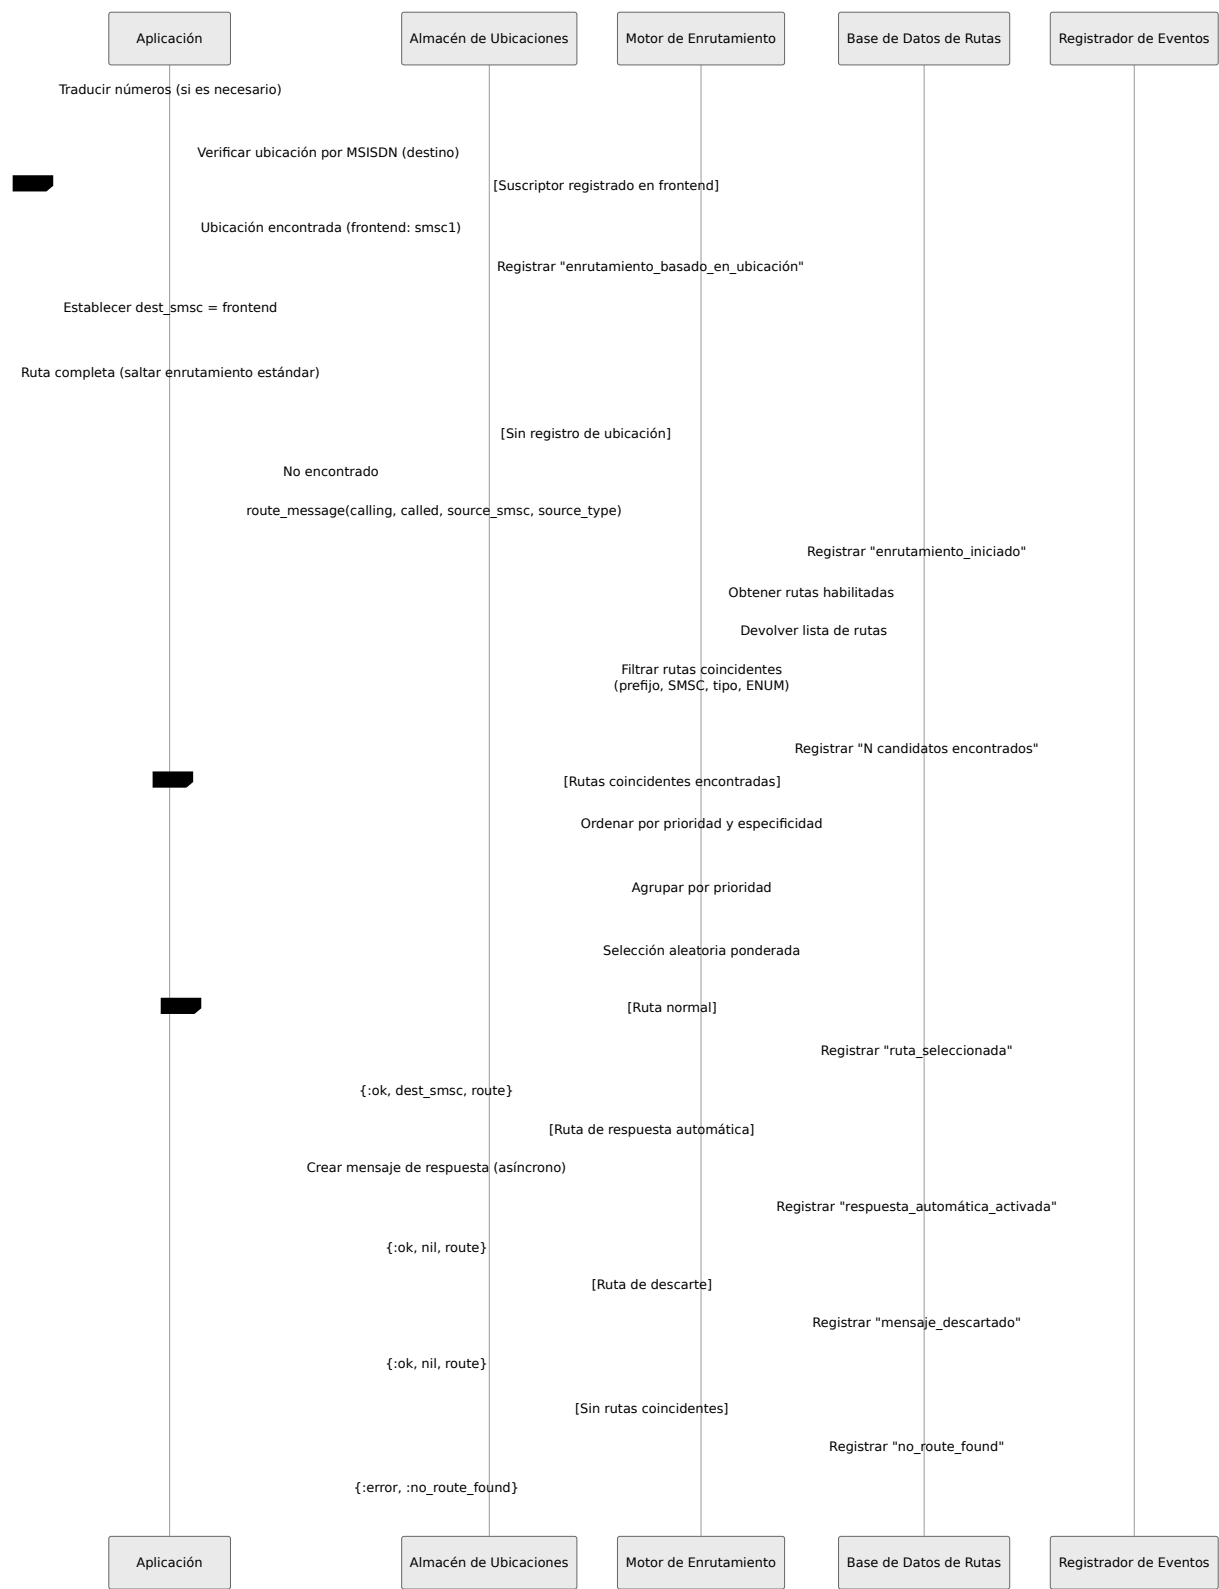 Aplicación
Almacén de Ubicaciones
Motor de Enrutamiento
Base de Datos de Rutas
Registrador de Eventos
Traducir números (si es necesario)
Verificar ubicación por MSISDN (destino)
[Suscriptor registrado en frontend]
Ubicación encontrada (frontend: smsc1)
Registrar "enrutamiento_basado_en_ubicación"
Establecer dest_smsc = frontend
Ruta completa (saltar enrutamiento estándar)
[Sin registro de ubicación]
No encontrado
route_message(calling, called, source_smsc, source_type)
Registrar "enrutamiento_iniciado"
Obtener rutas habilitadas
Devolver lista de rutas
Filtrar rutas coincidentes
(prefijo, SMSC, tipo, ENUM)
Registrar "N candidatos encontrados"
[Rutas coincidentes encontradas]
Ordenar por prioridad y especificidad
Agrupar por prioridad
Selección aleatoria ponderada
[Ruta normal]
Registrar "ruta_seleccionada"
{:ok, dest_smsc, route}
[Ruta de respuesta automática]
Crear mensaje de respuesta (asíncrono)
Registrar "respuesta_automática_activada"
{:ok, nil, route}
[Ruta de descarte]
Registrar "mensaje_descartado"
{:ok, nil, route}
[Sin rutas coincidentes]
Registrar "no_route_found"
{:error, :no_route_found}
Aplicación
Almacén de Ubicaciones
Motor de Enrutamiento
Base de Datos de Rutas
Registrador de Eventos